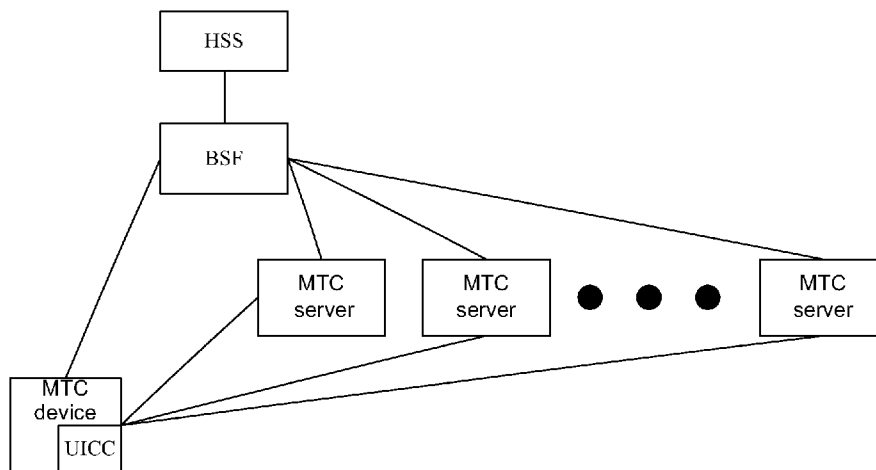 HSS
BSF
MTC
server
MTC
server
MTC
server
MTC
device
UICC